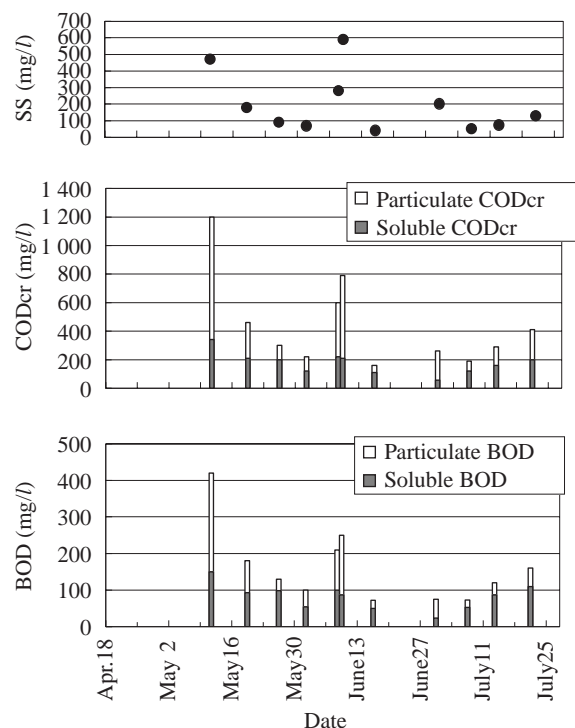 700
600
500
400
300
200
100
0
SS (mg/l)
1 400
1 200
1 000
800
600
400
200
0
CODcr (mg/l)
Particulate CODcr
Soluble CODcr
500
400
300
200
100
0
BOD (mg/l)
Particulate BOD
Soluble BOD
Apr.18
May 2
May16
May30
June13
June27
July11
July25
Date